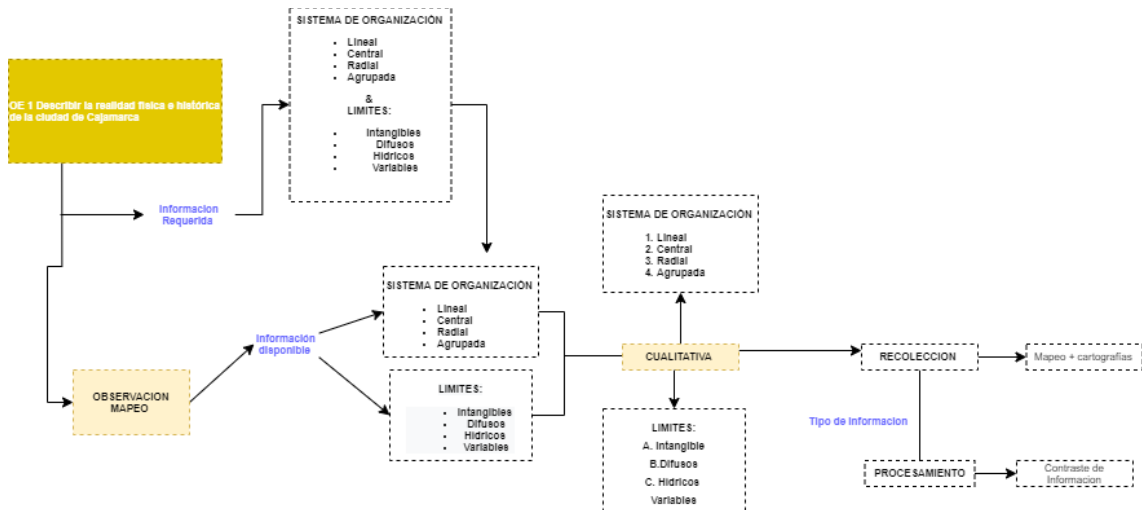 OE 1 Describir la realidad fisica e histórica
de la ciudad de Cajamarca
Informacion
Requerida
SISTEMA DE ORGANIZACIÓN
• Lineal
• Central
• Radial
• Agrupada
&
LIMITES:
• Intangibles
• Difusos
• Hidricos
• Variables
OBSERVACION
MAPEO
Información
disponible
SISTEMA DE ORGANIZACIÓN
• Lineal
• Central
• Radial
• Agrupada
LIMITES:
• Intangibles
• Difusos
• Hidricos
• Variables
CUALITATIVA
SISTEMA DE ORGANIZACIÓN
1. Lineal
2. Central
3. Radial
4. Agrupada
LIMITES:
A. Intangible
B.Difusos
C. Hidricos
Variables
RECOLECCION
Mapeo + cartografias
Tipo de Informacion
PROCESAMIENTO
Contraste de
Informacion